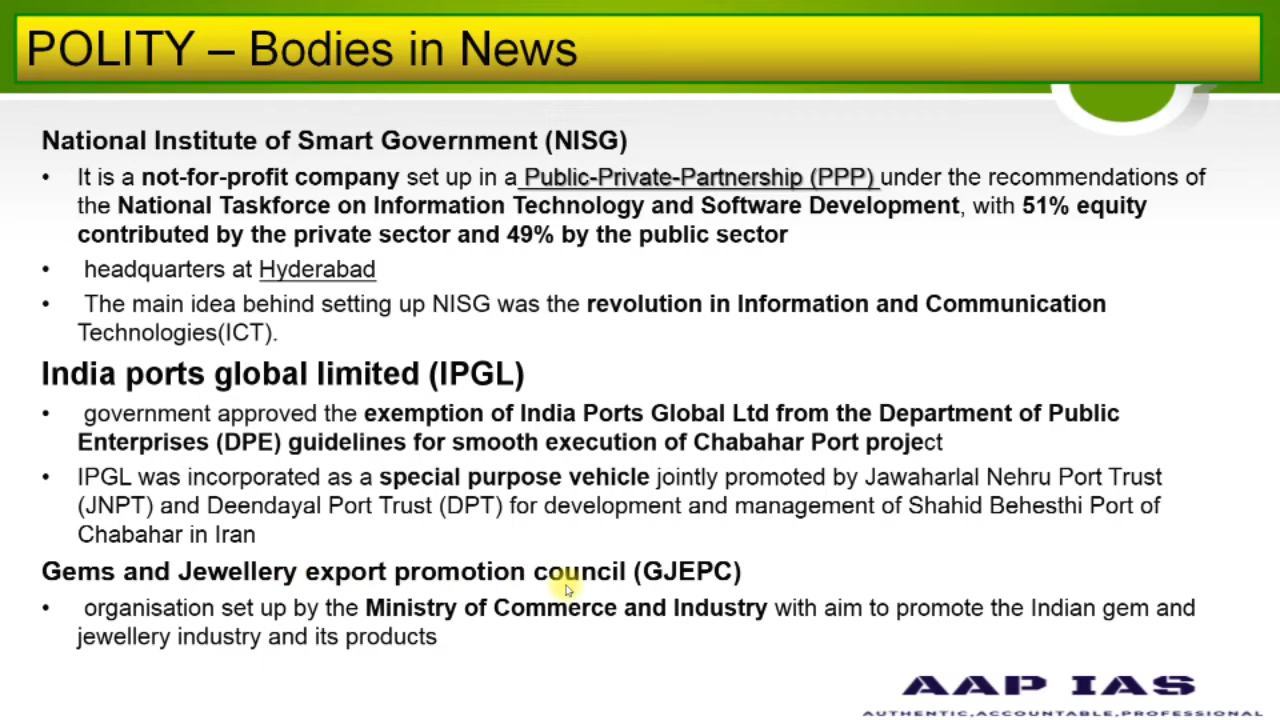 POLITY – Bodies in News
National Institute of Smart Government (NISG)
• It is a not-for-profit company set up in a Public-Private-Partnership (PPP) under the recommendations of
the National Taskforce on Information Technology and Software Development, with 51% equity
contributed by the private sector and 49% by the public sector
• headquarters at Hyderabad
• The main idea behind setting up NISG was the revolution in Information and Communication
Technologies(ICT).
India ports global limited (IPGL)
• government approved the exemption of India Ports Global Ltd from the Department of Public
Enterprises (DPE) guidelines for smooth execution of Chabahar Port project
• IPGL was incorporated as a special purpose vehicle jointly promoted by Jawaharlal Nehru Port Trust
(JNPT) and Deendayal Port Trust (DPT) for development and management of Shahid Behesthi Port of
Chabahar in Iran
Gems and Jewellery export promotion council (GJEPC)
• organisation set up by the Ministry of Commerce and Industry with aim to promote the Indian gem and
jewellery industry and its products
AAP IAS
AUTHENTIC,ACCOUNTABLE,PROFESSIONAL